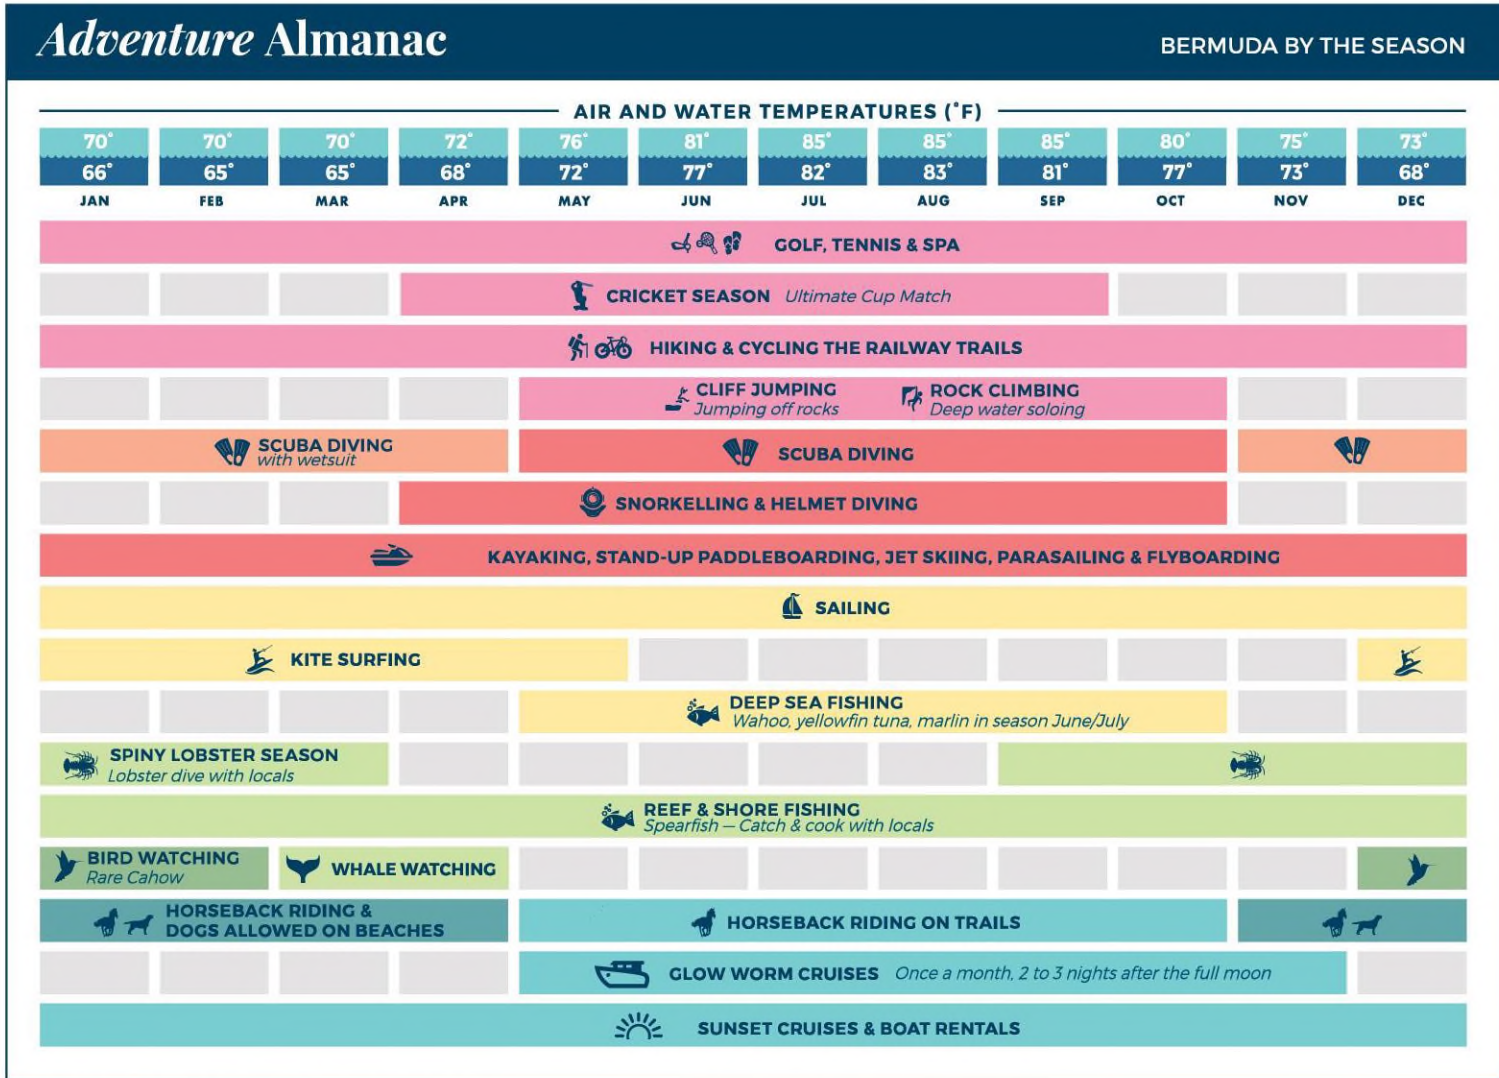 Adventure Almanac
BERMUDA BY THE SEASON
AIR AND WATER TEMPERATURES (°F)
70° 70° 70° 72° 76° 81° 85° 85° 85° 80° 75° 73°
66° 65° 65° 68° 72° 77° 82° 83° 81° 77° 73° 68°
JAN FEB MAR APR MAY JUN JUL AUG SEP OCT NOV DEC
GOLF, TENNIS & SPA
CRICKET SEASON Ultimate Cup Match
HIKING & CYCLING THE RAILWAY TRAILS
CLIFF JUMPING
Jumping off rocks
ROCK CLIMBING
Deep water soloing
SCUBA DIVING
with wetsuit
SCUBA DIVING
SNORKELLING & HELMET DIVING
KAYAKING, STAND-UP PADDLEBOARDING, JET SKIING, PARASAILING & FLYBOARDING
SAILING
KITE SURFING
DEEP SEA FISHING
Wahoo, yellowfin tuna, marlin in season June/July
SPINY LOBSTER SEASON
Lobster dive with locals
REEF & SHORE FISHING
Spearfish — Catch & cook with locals
BIRD WATCHING
Rare Cahow
WHALE WATCHING
HORSEBACK RIDING &
DOGS ALLOWED ON BEACHES
HORSEBACK RIDING ON TRAILS
GLOW WORM CRUISES Once a month, 2 to 3 nights after the full moon
SUNSET CRUISES & BOAT RENTALS